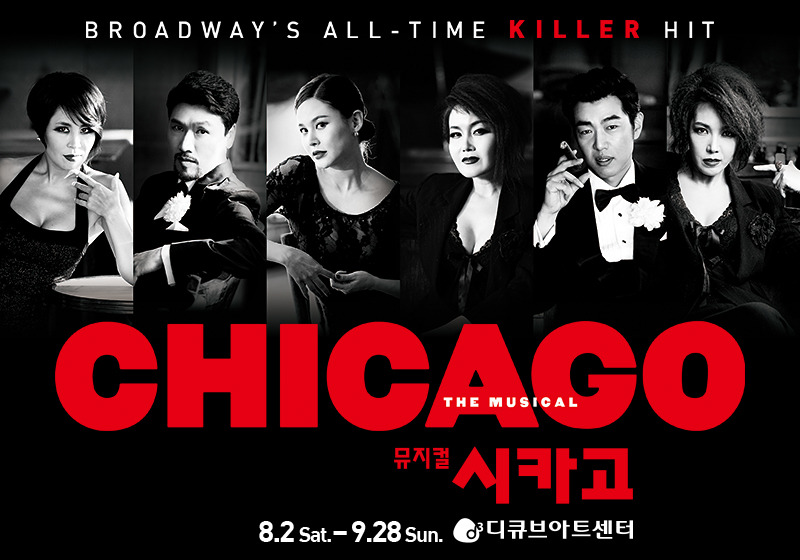 BROADWAY'S ALL-TIME KILLER HIT
CHICAGO
THE MUSICAL
뮤지컬 시카고
8.2 Sat. – 9.28 Sun. d3 디큐브아트센터